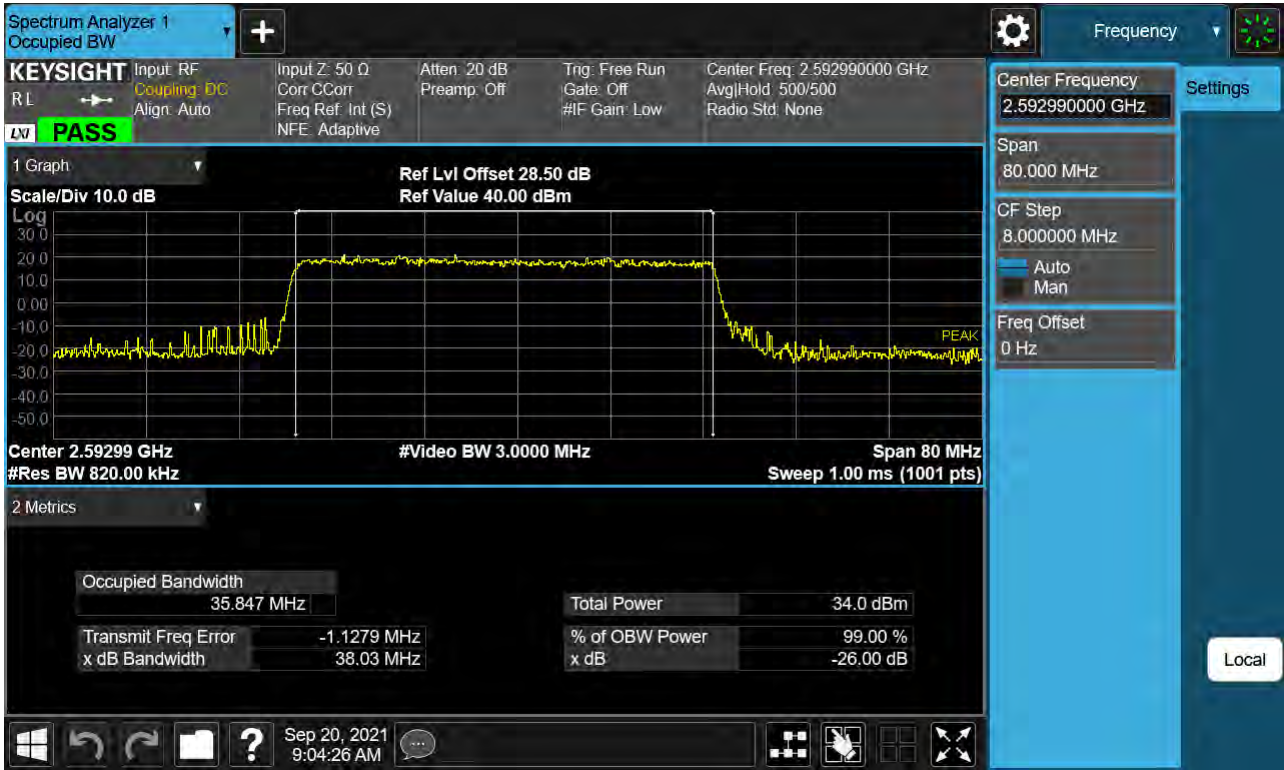 Spectrum Analyzer 1
Occupied BW
Frequency
KEYSIGHT
RL
LXI PASS
Input: RF
Coupling: DC
Align: Auto
Input Z: 50 Ω
Corr CCorr
Freq Ref: Int (S)
NFE: Adaptive
Atten: 20 dB
Preamp: Off
Trig: Free Run
Gate: Off
#IF Gain: Low
Center Freq: 2.592990000 GHz
Avg|Hold: 500/500
Radio Std: None
Center Frequency
2.592990000 GHz
Settings
Span
80.000 MHz
CF Step
8.000000 MHz
Auto
Man
Freq Offset
0 Hz
Local
1 Graph
Ref Lvl Offset 28.50 dB
Scale/Div 10.0 dB
Ref Value 40.00 dBm
Log
30.0
20.0
10.0
0.00
-10.0
-20.0
-30.0
-40.0
-50.0
PEAK
Center 2.59299 GHz
#Video BW 3.0000 MHz
Span 80 MHz
#Res BW 820.00 kHz
Sweep 1.00 ms (1001 pts)
2 Metrics
Occupied Bandwidth
35.847 MHz
Total Power 34.0 dBm
Transmit Freq Error -1.1279 MHz
% of OBW Power 99.00 %
x dB Bandwidth 38.03 MHz
x dB -26.00 dB
?
Sep 20, 2021
9:04:26 AM